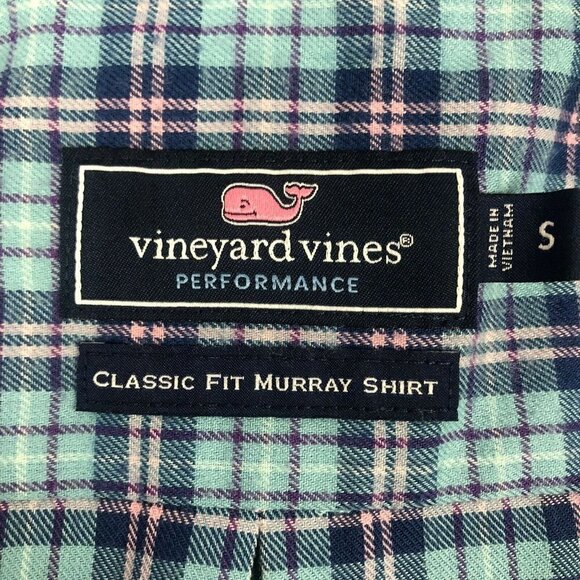 vineyard vines®
PERFORMANCE
MADE IN
VIETNAM
S
CLASSIC FIT MURRAY SHIRT